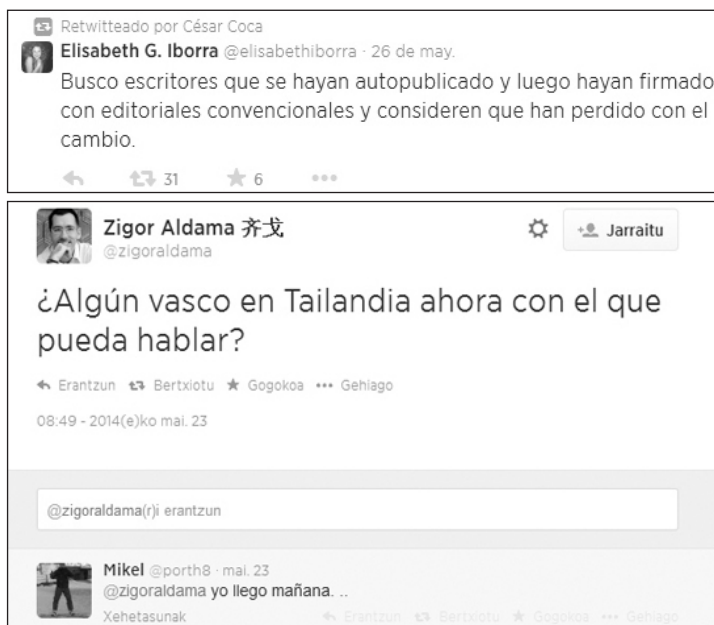 Retwitteado por César Coca
Elisabeth G. Iborra @elisabethiborra · 26 de may.
Busco escritores que se hayan autopublicado y luego hayan firmado
con editoriales convencionales y consideren que han perdido con el
cambio.
31 6
Zigor Aldama 齐戈
@zigoraldama
Jarraitu
¿Algún vasco en Tailandia ahora con el que
pueda hablar?
Erantzun Bertxiotu Gogokoa Gehiago
08:49 - 2014(e)ko mai. 23
@zigoraldama(r)i erantzun
Mikel @porth8 · mai. 23
@zigoraldama yo llego mañana. ..
Xehetasunak Erantzun Bertxiotu Gogokoa Gehiago